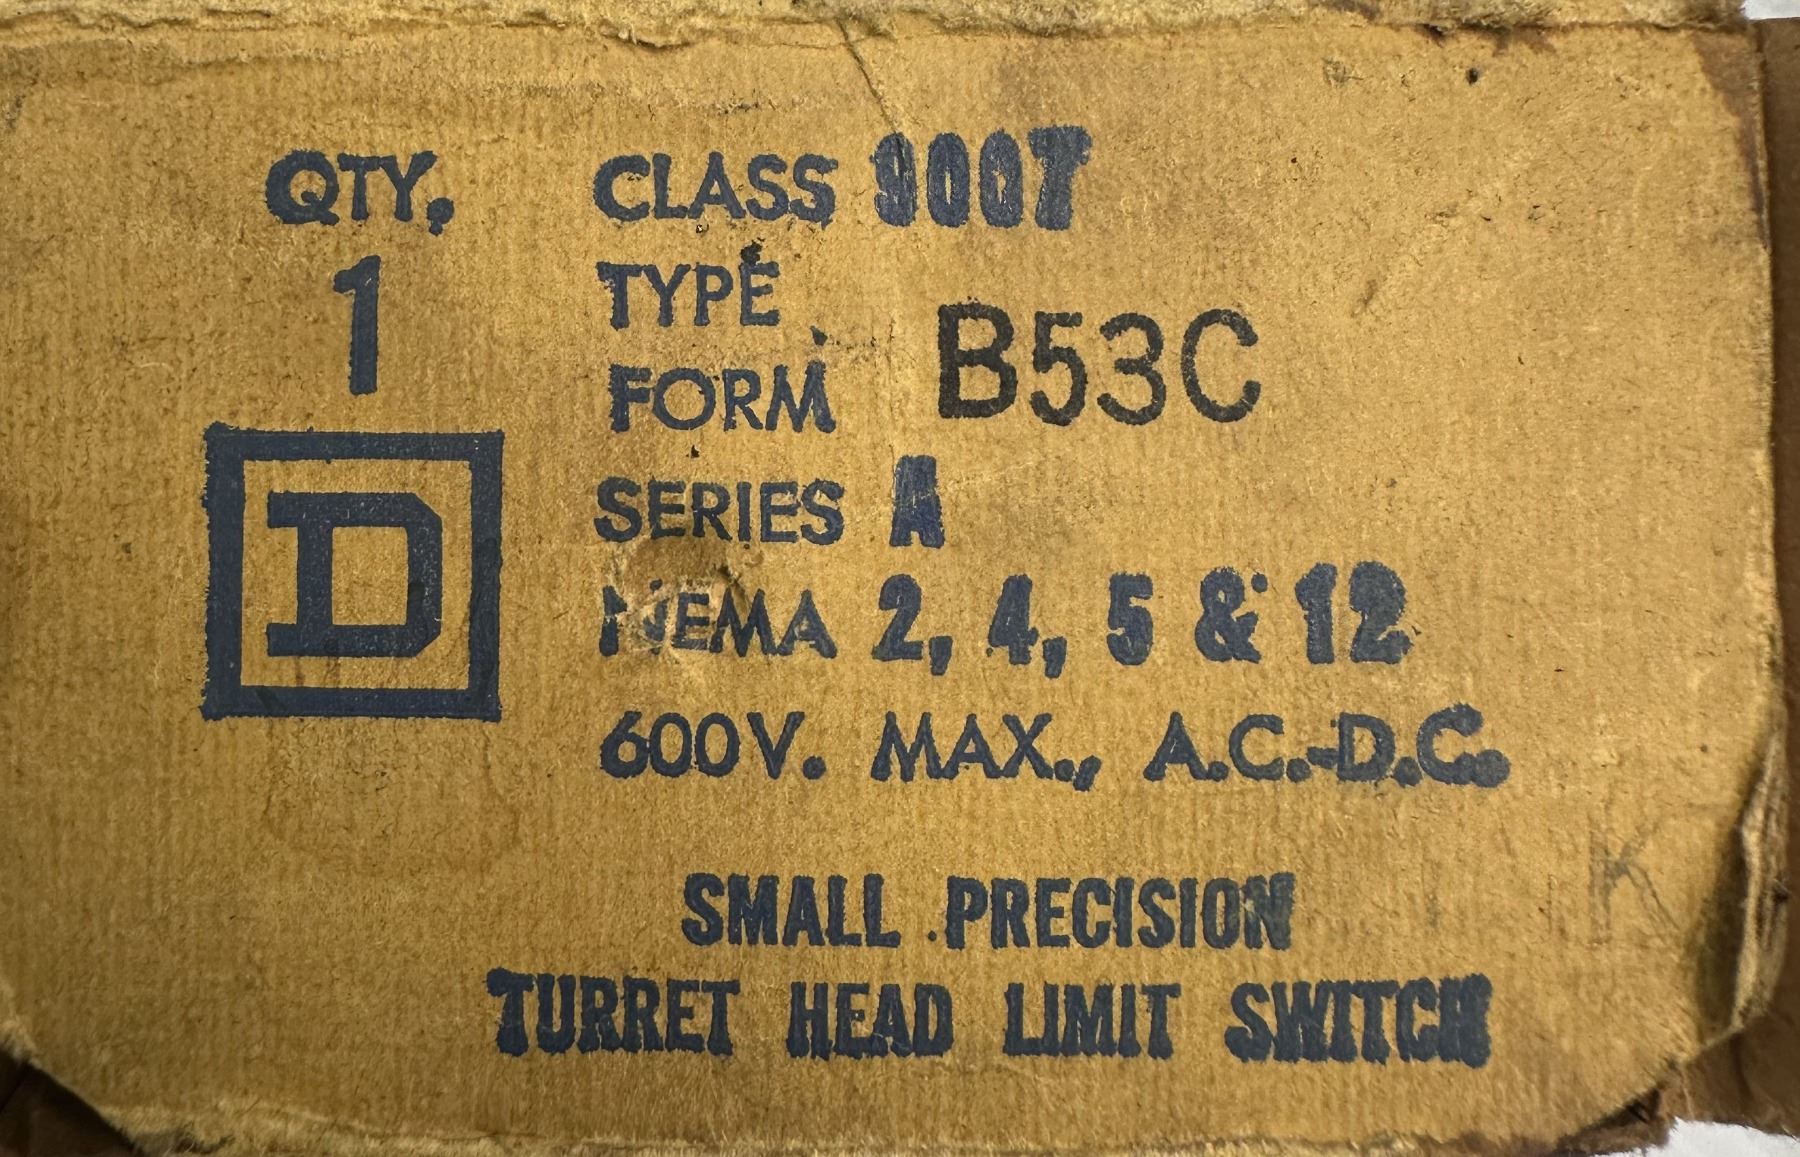 QTY.
1
D
CLASS 9007
TYPE
FORM
B53C
SERIES A
NEMA 2, 4, 5 & 12
600V. MAX., A.C.-D.C.
K
SMALL PRECISION
TURRET HEAD LIMIT SWITCH